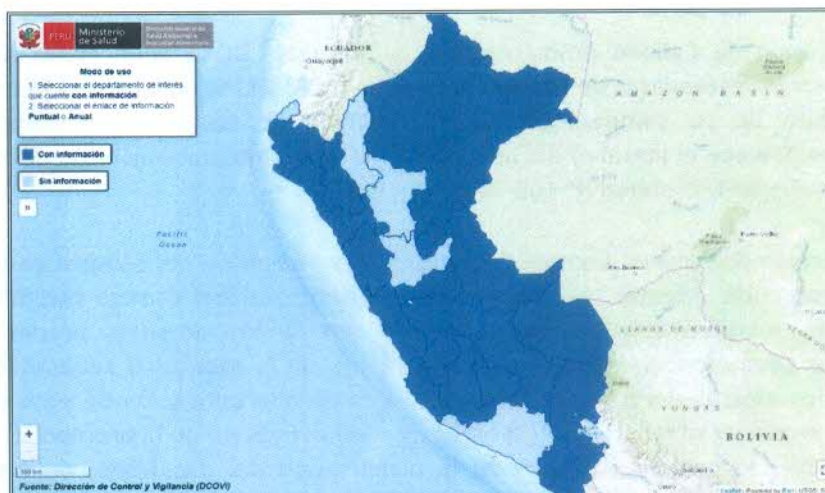 PERÚ
Ministerio
de Salud
Modo de uso
1. Seleccionar el departamento de interés
que cuente con información
2. Seleccionar el enlace de información
Puntual o Anual
Con información
Sin información
ECUADOR
Guayaquil
AMAZON BASIN
Pacific
Ocean
Rio Branco
LLANOS DE MOJOS
YUNGAS
BOLIVIA
+
Fuente: Dirección de Control y Vigilancia (DCOVI)